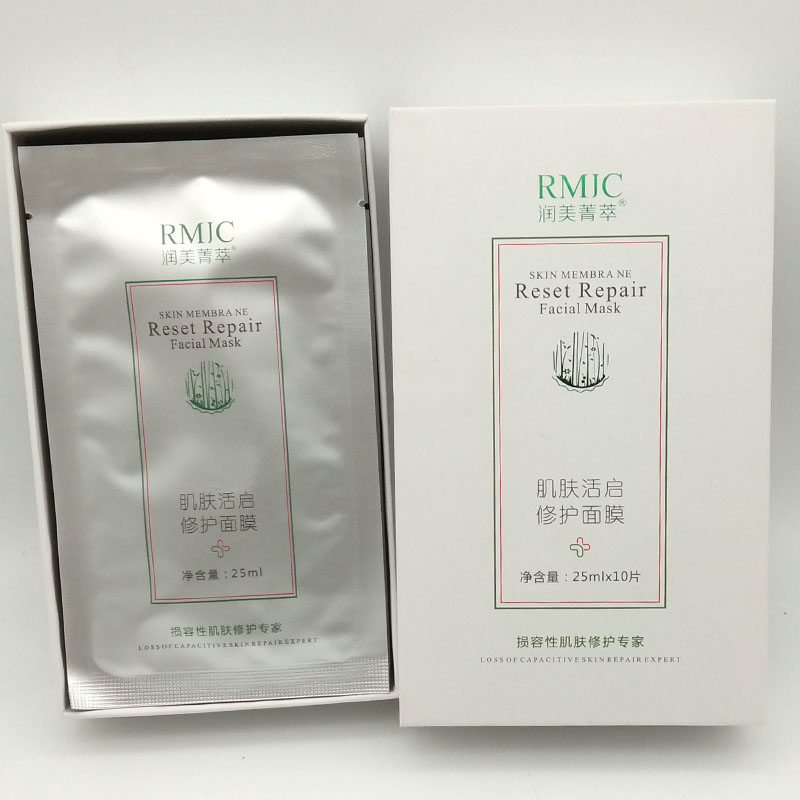 RMJC
润美菁萃®
SKIN MEMBRA NE
Reset Repair
Facial Mask
肌肤活启
修护面膜
净含量：25ml
损容性肌肤修护专家
LOSS OF CAPACITIVE SKIN REPAIR EXPERT
RMJC
润美菁萃®
SKIN MEMBRA NE
Reset Repair
Facial Mask
肌肤活启
修护面膜
净含量：25mlx10片
损容性肌肤修护专家
LOSS OF CAPACITIVE SKIN REPAIR EXPERT